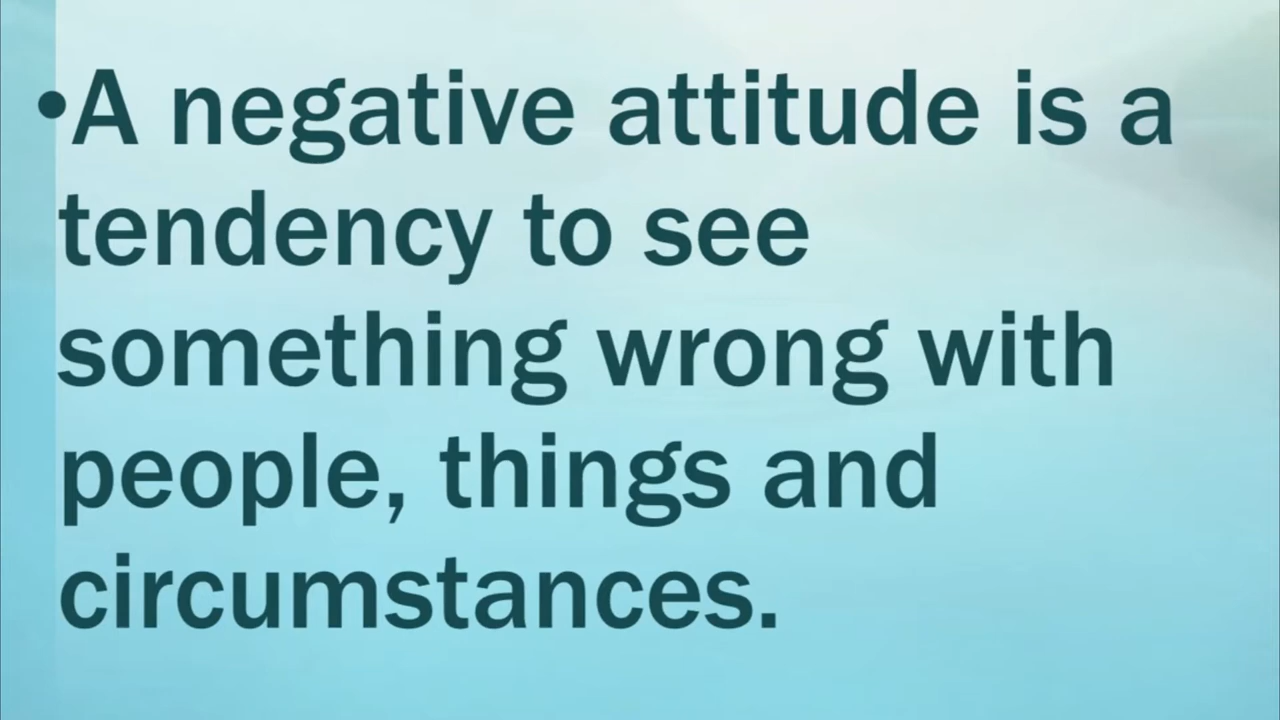 •A negative attitude is a
tendency to see
something wrong with
people, things and
circumstances.